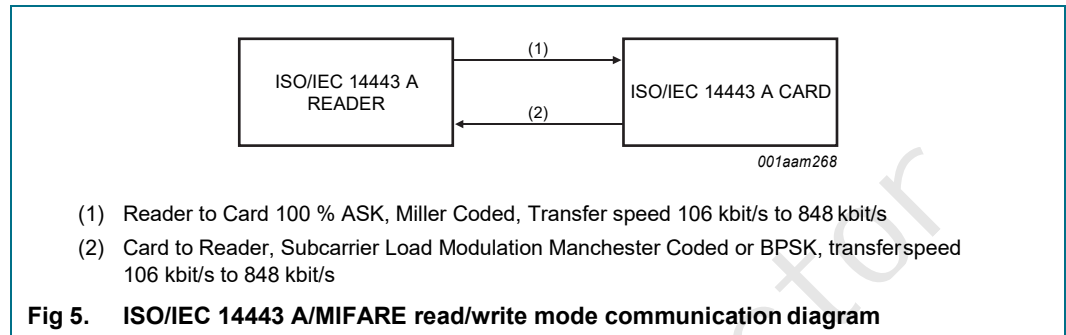 (1)
ISO/IEC 14443 A
READER
ISO/IEC 14443 A CARD
(2)
001aam268
(1) Reader to Card 100 % ASK, Miller Coded, Transfer speed 106 kbit/s to 848 kbit/s
(2) Card to Reader, Subcarrier Load Modulation Manchester Coded or BPSK, transferspeed
106 kbit/s to 848 kbit/s
Fig 5. ISO/IEC 14443 A/MIFARE read/write mode communication diagram